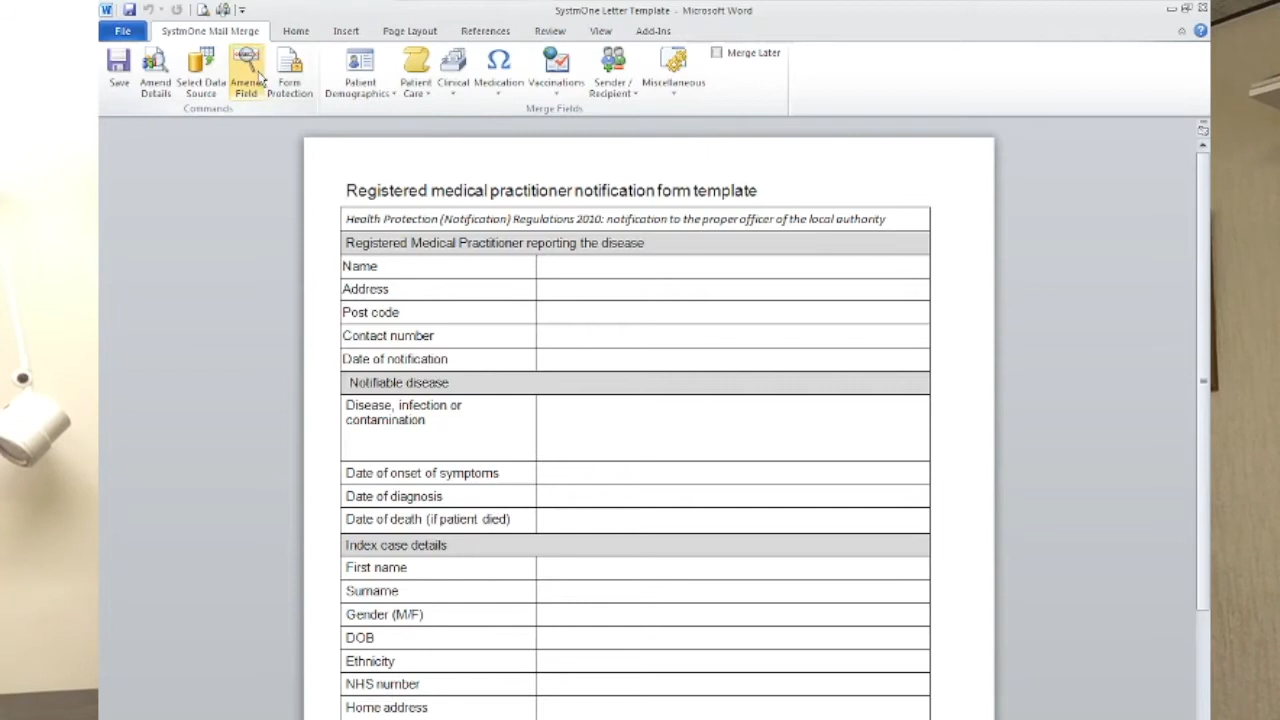 SystmOne Letter Template - Microsoft Word
File SystmOne Mail Merge Home Insert Page Layout References Review View Add-Ins
Save
Amend Details
Select Data Source
Amend Field
Form Protection
Patient Demographics
Patient Care
Clinical
Medication
Vaccinations
Sender / Recipient
Miscellaneous
Merge Later
Commands
Merge Fields
Registered medical practitioner notification form template
Health Protection (Notification) Regulations 2010: notification to the proper officer of the local authority
Registered Medical Practitioner reporting the disease
Name
Address
Post code
Contact number
Date of notification
Notifiable disease
Disease, infection or
contamination
Date of onset of symptoms
Date of diagnosis
Date of death (if patient died)
Index case details
First name
Surname
Gender (M/F)
DOB
Ethnicity
NHS number
Home address